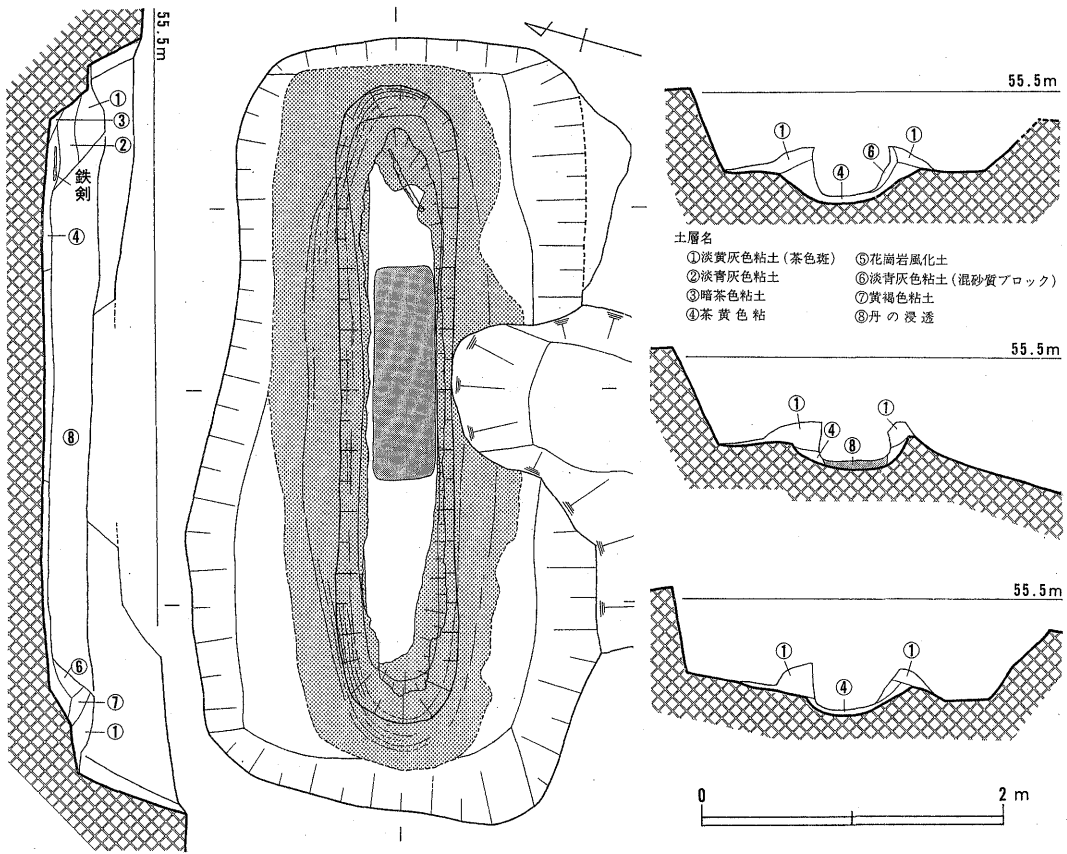 55.5m
①
③
②
鉄剣
④
⑧
⑥
⑦
①
55.5m
①
⑥
①
④
土層名
①淡黄灰色粘土(茶色斑)
②淡青灰色粘土
③暗茶色粘土
④茶黄色粘
⑤花崗岩風化土
⑥淡青灰色粘土(混砂質ブロック)
⑦黄褐色粘土
⑧丹の浸透
55.5m
①
④
⑧
①
55.5m
①
①
④
0 2 m